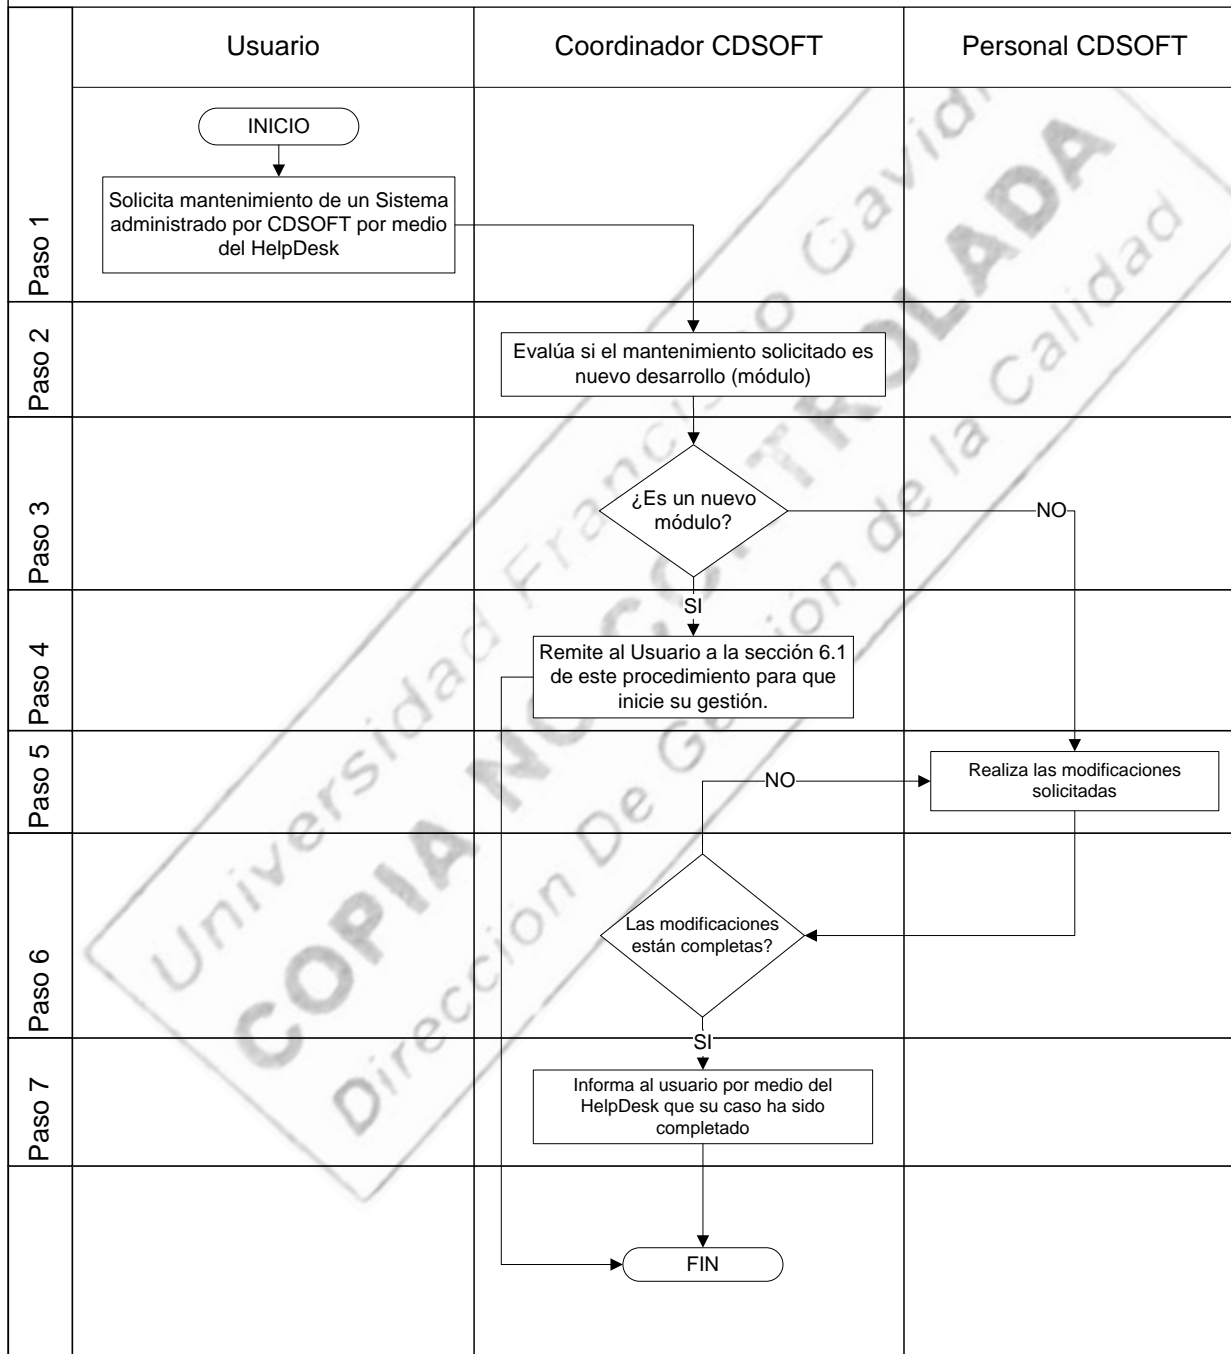 Usuario
Coordinador CDSOFT
Personal CDSOFT
Paso 1
INICIO
Solicita mantenimiento de un Sistema
administrado por CDSOFT por medio
del HelpDesk
Paso 2
Evalúa si el mantenimiento solicitado es
nuevo desarrollo (módulo)
Paso 3
¿Es un nuevo
módulo?
NO
SI
Paso 4
Remite al Usuario a la sección 6.1
de este procedimiento para que
inicie su gestión.
Paso 5
NO
Realiza las modificaciones
solicitadas
Paso 6
Las modificaciones
están completas?
SI
Paso 7
Informa al usuario por medio del
HelpDesk que su caso ha sido
completado
FIN
Universidad Francisco Gavidi
COPIA NO CONTROLADA
Direccion De Gestion de la Calidad